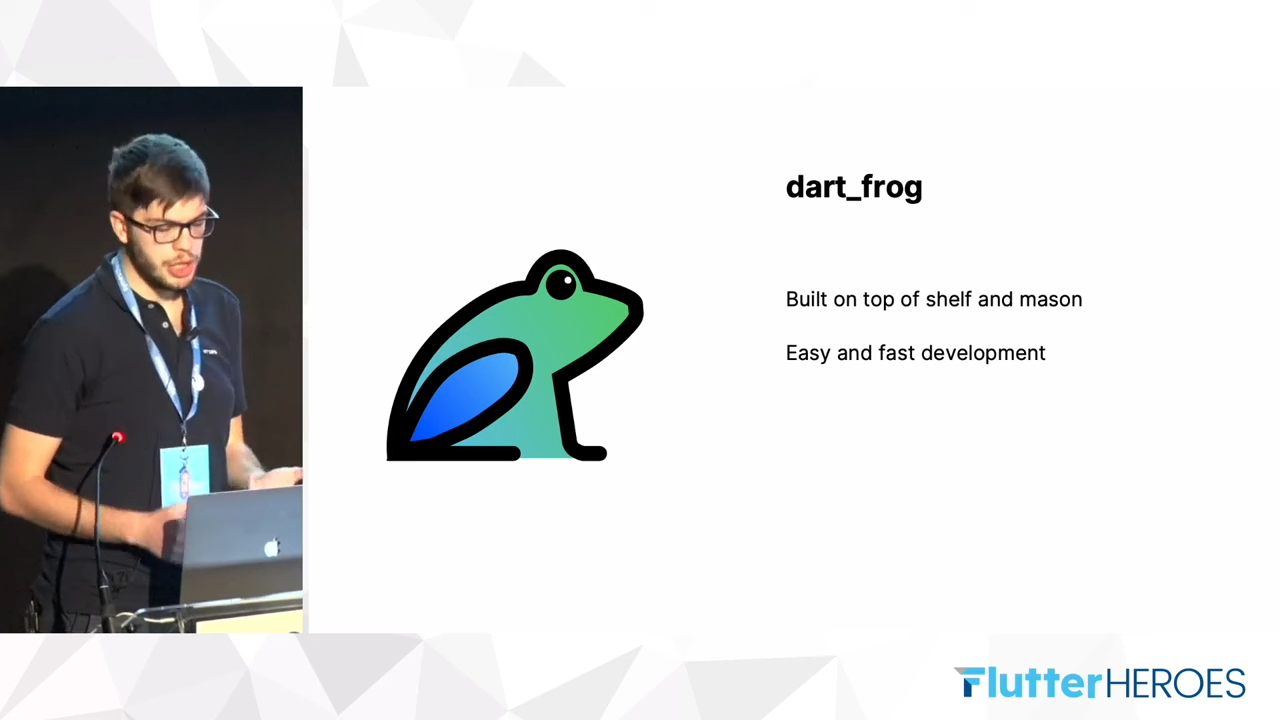 dart_frog
Built on top of shelf and mason
Easy and fast development
FlutterHEROES